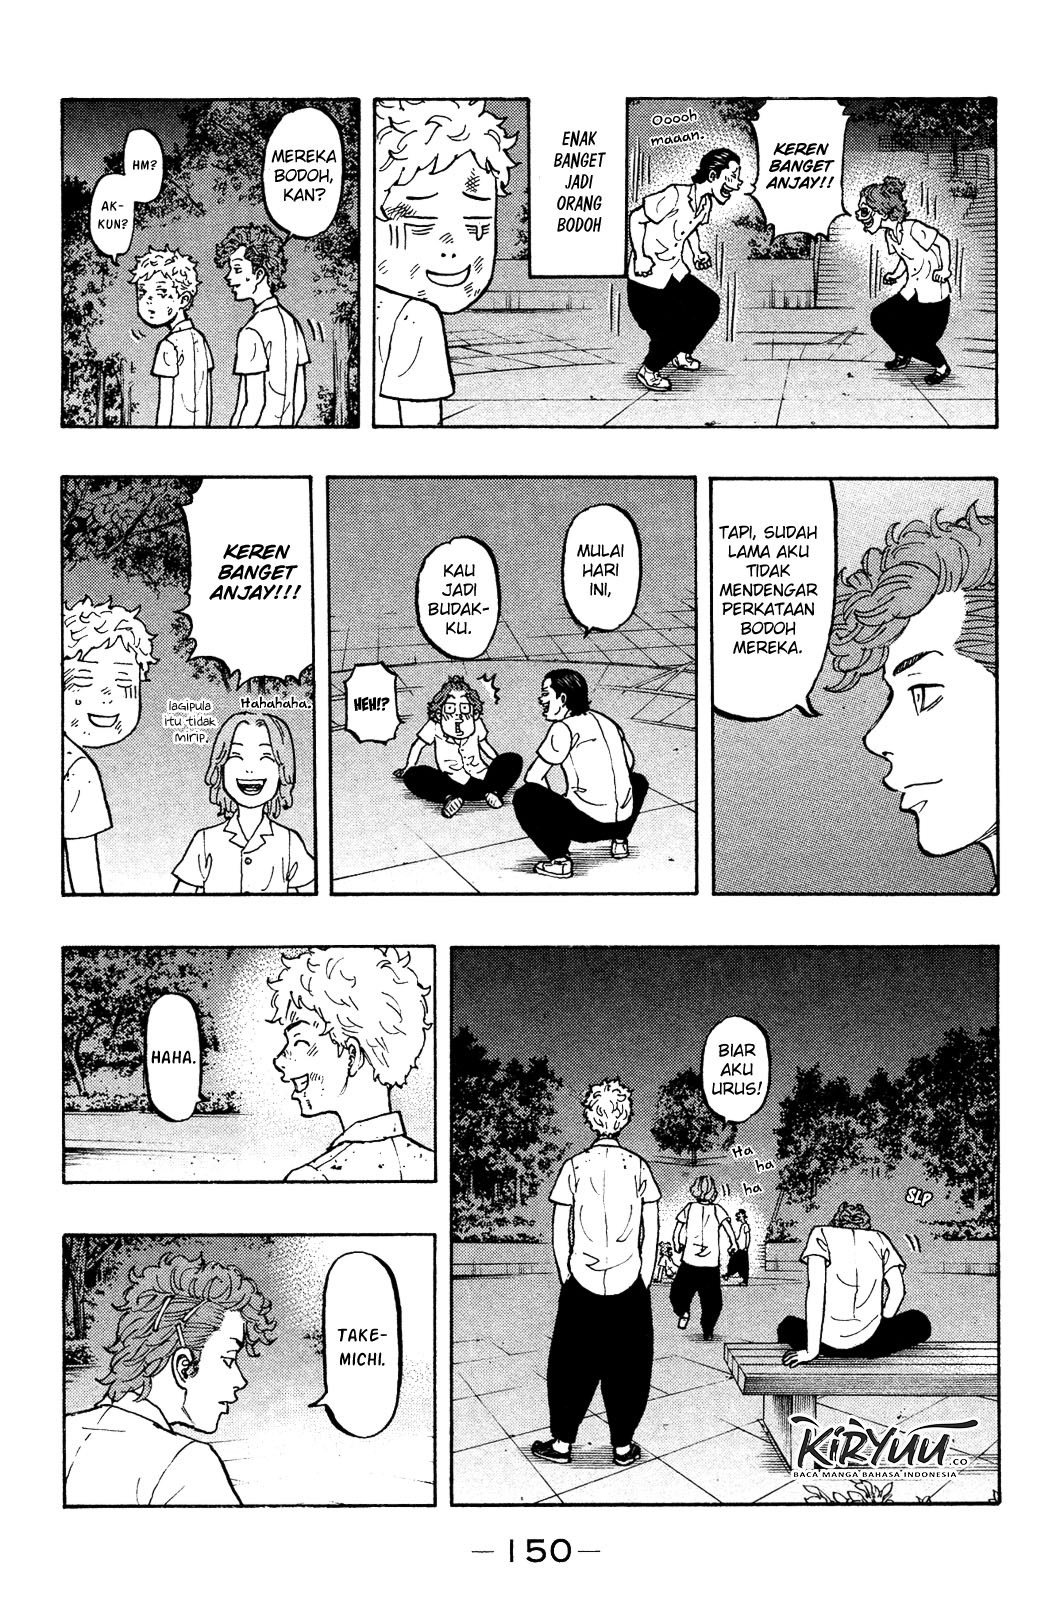 KEREN
BANGET
ANJAY!!
Ooooh
maaan.
ENAK
BANGET
JADI
ORANG
BODOH
MEREKA
BODOH,
KAN?
HM?
AK-
KUN?
TAPI, SUDAH
LAMA AKU
TIDAK
MENDENGAR
PERKATAAN
BODOH
MEREKA.
MULAI
HARI
INI,
KAU
JADI
BUDAK-
KU.
HEH!?
KEREN
BANGET
ANJAY!!!
Hahahaha.
lagipula
itu tidak
mirip.
BIAR
AKU
URUS!
Ha
ha
ha
SLP
HAHA.
TAKE-
MICHI.
KIRYUU.CO
BACA MANGA BAHASA INDONESIA
— 150 —